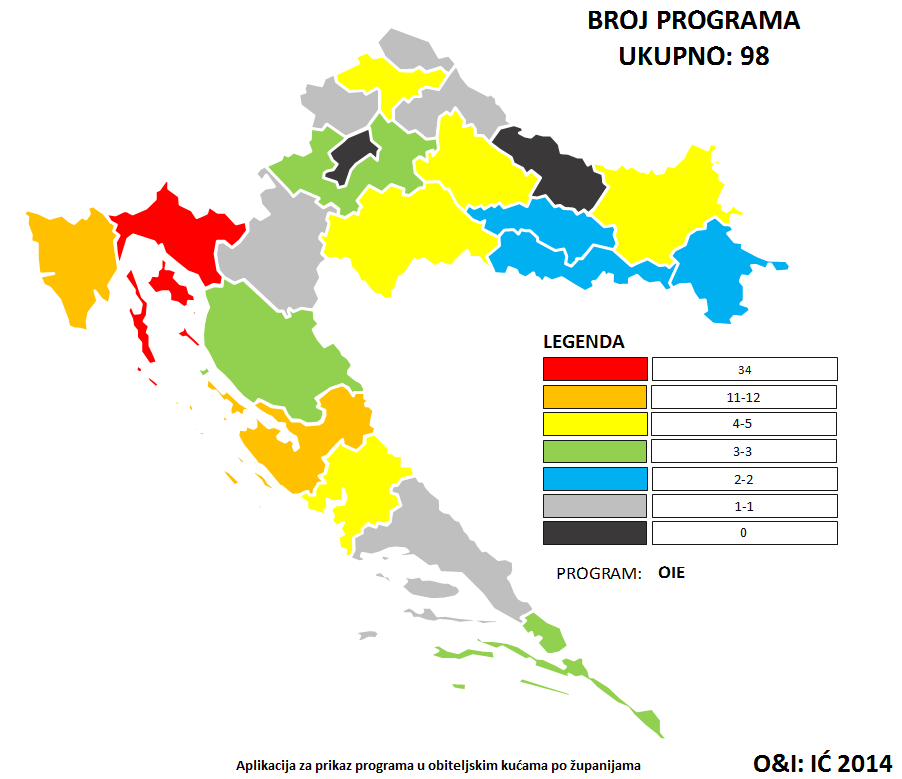 BROJ PROGRAMA
UKUPNO: 98
LEGENDA
34
11-12
4-5
3-3
2-2
1-1
0
PROGRAM: OIE
Aplikacija za prikaz programa u obiteljskim kućama po županijama
O&I: IĆ 2014